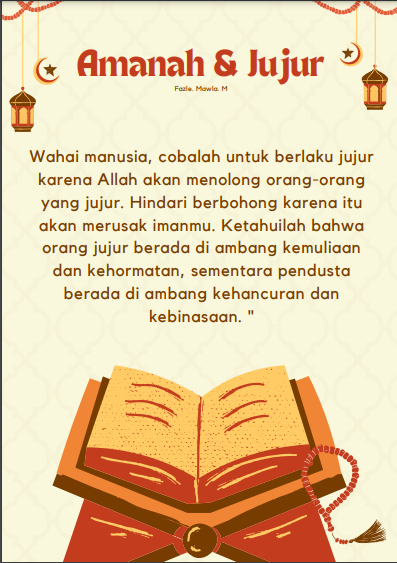 Amanah & Jujur
Fazle. Mawla. M
Wahai manusia, cobalah untuk berlaku jujur
karena Allah akan menolong orang-orang
yang jujur. Hindari berbohong karena itu
akan merusak imanmu. Ketahuilah bahwa
orang jujur berada di ambang kemuliaan
dan kehormatan, sementara pendusta
berada di ambang kehancuran dan
kebinasaan. "